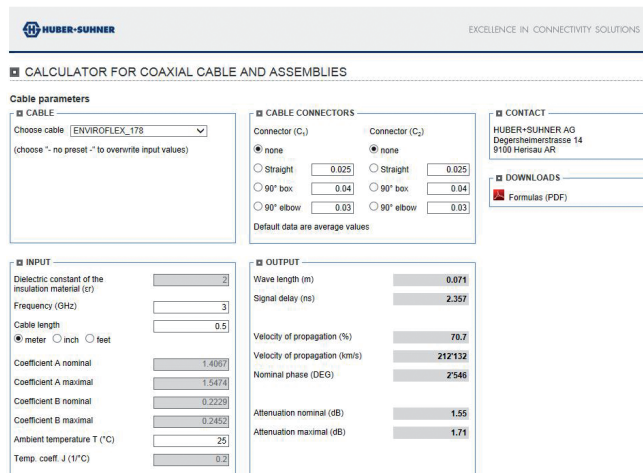 HUBER+SUHNER
EXCELLENCE IN CONNECTIVITY SOLUTIONS
CALCULATOR FOR COAXIAL CABLE AND ASSEMBLIES
Cable parameters
CABLE
Choose cable ENVIROFLEX_178
(choose "- no preset -" to overwrite input values)
CABLE CONNECTORS
Connector (C₁) Connector (C₂)
none none
Straight 0.025 Straight 0.025
90° box 0.04 90° box 0.04
90° elbow 0.03 90° elbow 0.03
Default data are average values
CONTACT
HUBER+SUHNER AG
Degersheimerstrasse 14
9100 Herisau AR
DOWNLOADS
Formulas (PDF)
INPUT
Dielectric constant of the
insulation material (εr) 2
Frequency (GHz) 3
Cable length 0.5
meter inch feet
Coefficient A nominal 1.4067
Coefficient A maximal 1.5474
Coefficient B nominal 0.2229
Coefficient B maximal 0.2452
Ambient temperature T (°C) 25
Temp. coeff. J (1/°C) 0.2
OUTPUT
Wave length (m) 0.071
Signal delay (ns) 2.357
Velocity of propagation (%) 70.7
Velocity of propagation (km/s) 212'132
Nominal phase (DEG) 2'546
Attenuation nominal (dB) 1.55
Attenuation maximal (dB) 1.71